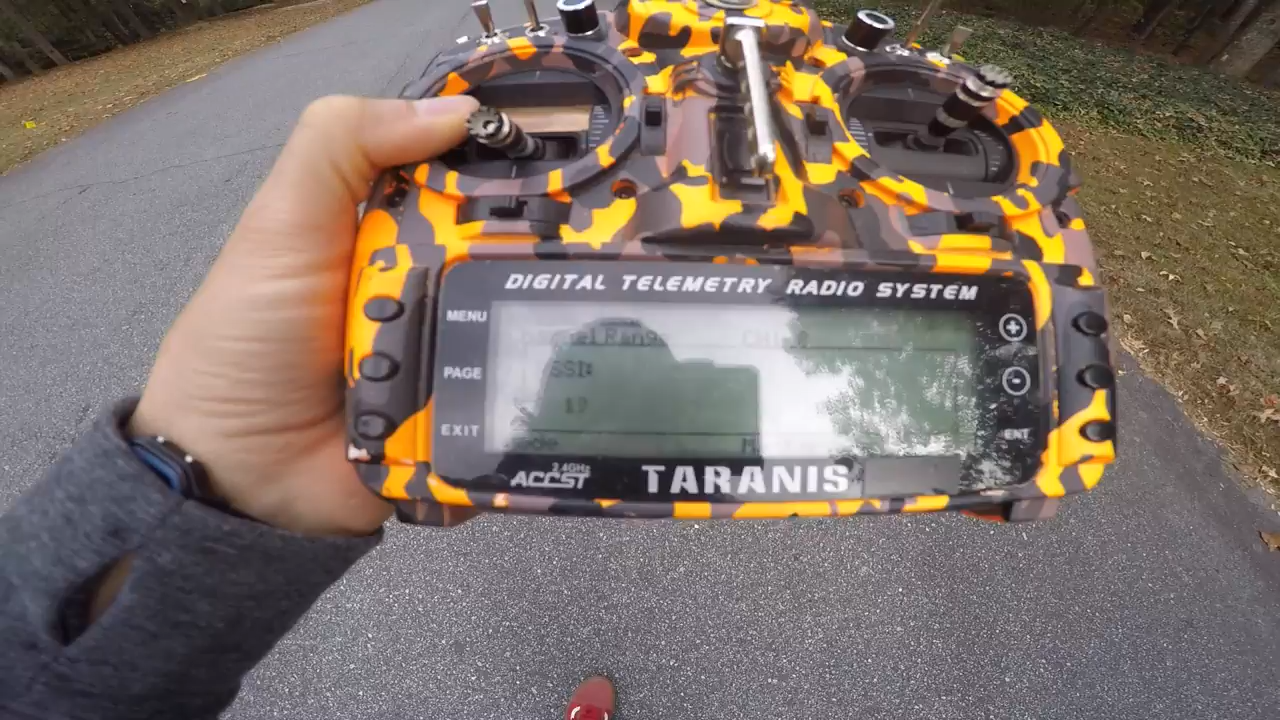 DIGITAL TELEMETRY RADIO SYSTEM
MENU
PAGE
EXIT
ENT
2.4GHz
ACCST
TARANIS